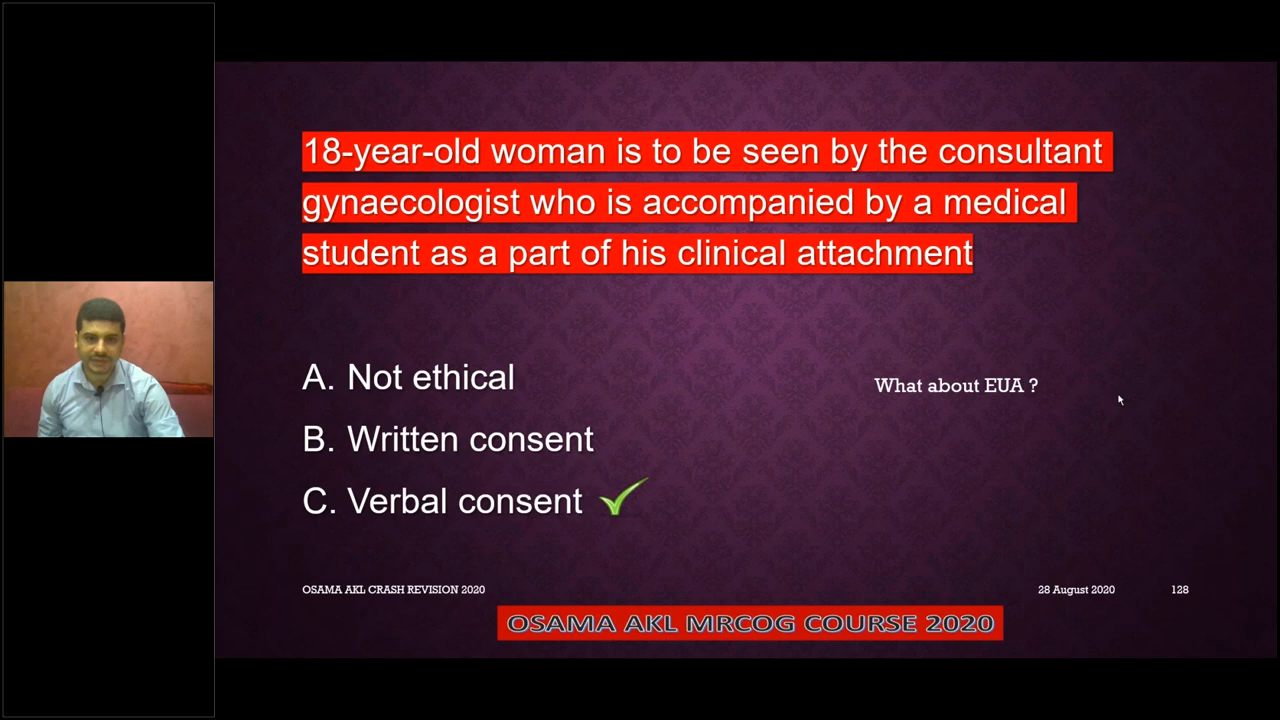 18-year-old woman is to be seen by the consultant
gynaecologist who is accompanied by a medical
student as a part of his clinical attachment
A. Not ethical
What about EUA ?
B. Written consent
C. Verbal consent
OSAMA AKL CRASH REVISION 2020
28 August 2020
128
OSAMA AKL MRCOG COURSE 2020